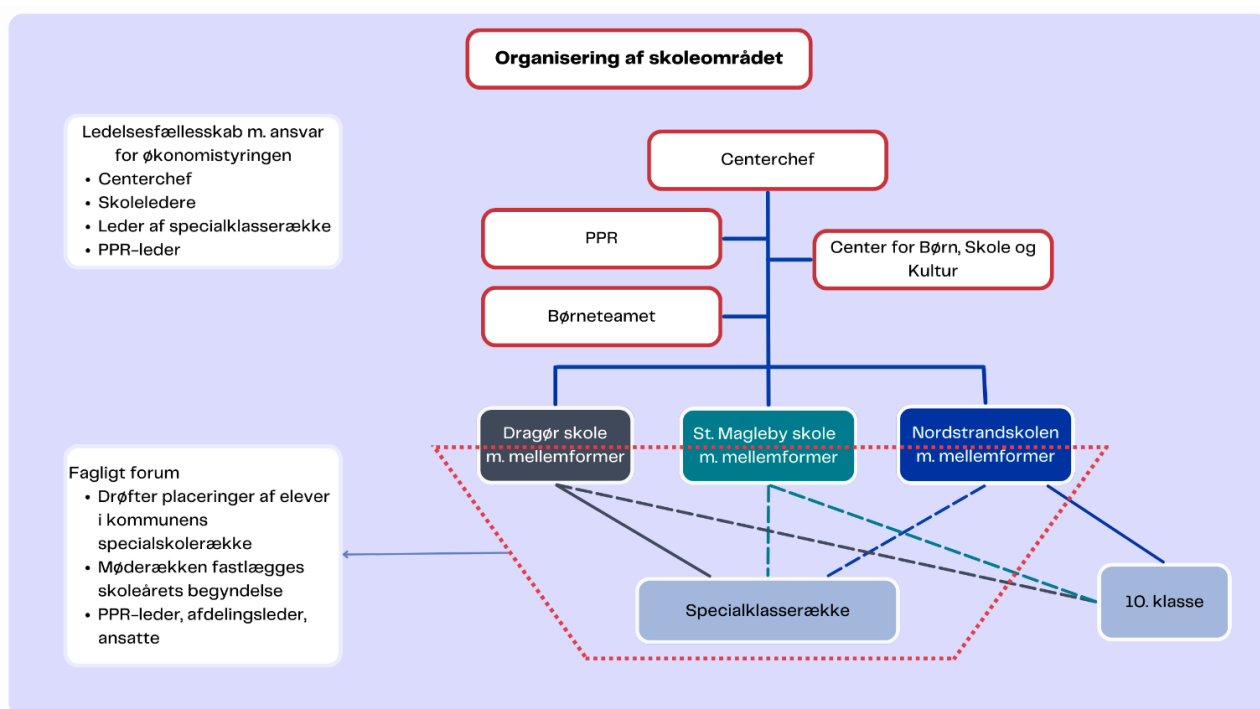 Organisering af skoleområdet
Ledelsesfællesskab m. ansvar
for økonomistyringen
• Centerchef
• Skoleledere
• Leder af specialklasserække
• PPR-leder
Centerchef
PPR
Center for Børn, Skole og
Kultur
Børneteamet
Dragør skole
m. mellemformer
St. Magleby skole
m. mellemformer
Nordstrandskolen
m. mellemformer
Fagligt forum
• Drøfter placeringer af elever
i kommunens
specialskolerække
• Møderækken fastlægges
skoleårets begyndelse
• PPR-leder, afdelingsleder,
ansatte
Specialklasserække
10. klasse